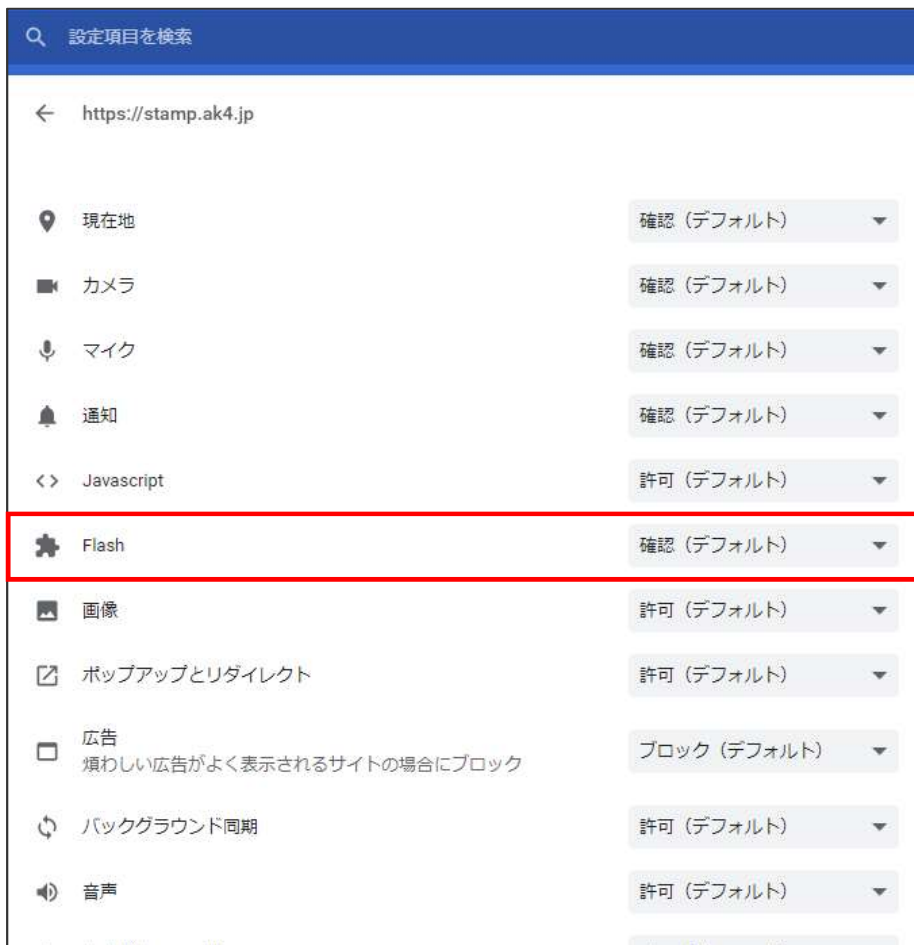 設定項目を検索
https://stamp.ak4.jp
現在地 確認（デフォルト）
カメラ 確認（デフォルト）
マイク 確認（デフォルト）
通知 確認（デフォルト）
Javascript 許可（デフォルト）
Flash 確認（デフォルト）
画像 許可（デフォルト）
ポップアップとリダイレクト 許可（デフォルト）
広告 ブロック（デフォルト）
煩わしい広告がよく表示されるサイトの場合にブロック
バックグラウンド同期 許可（デフォルト）
音声 許可（デフォルト）